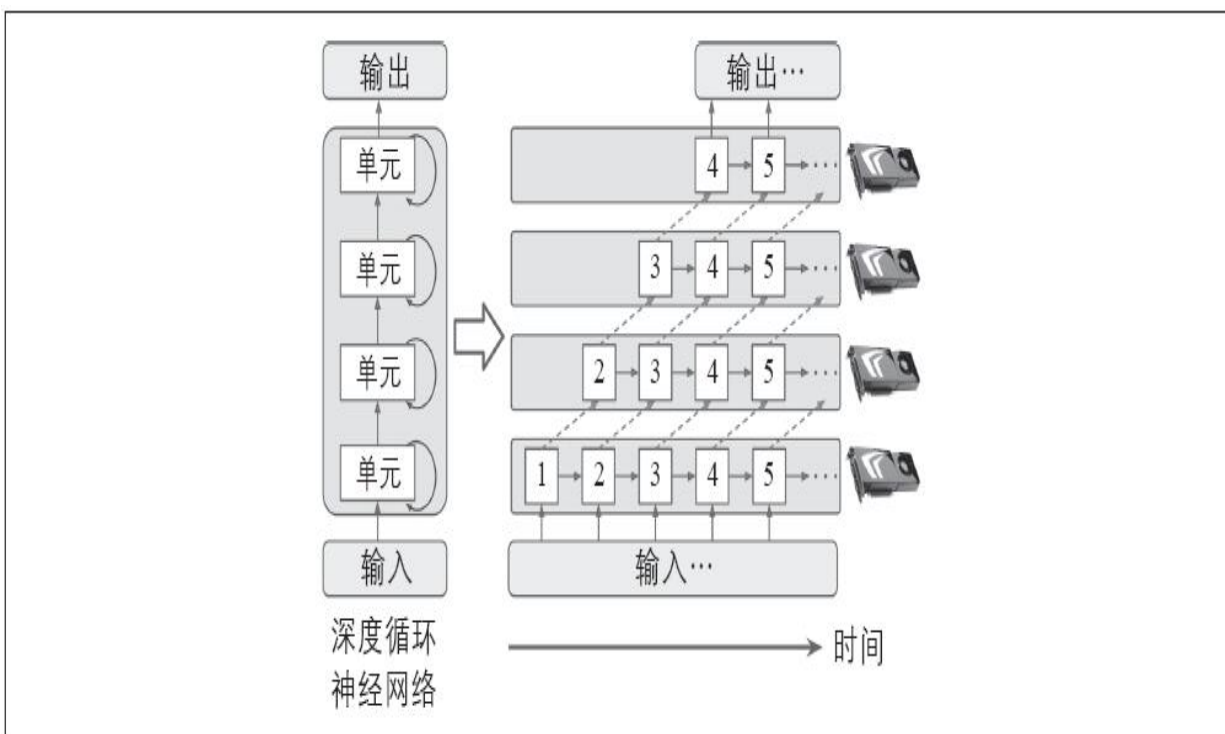 输出
输出…
单元
4 5 …
单元
3 4 5 …
单元
2 3 4 5 …
单元
1 2 3 4 5 …
输入
输入…
深度循环
神经网络
时间